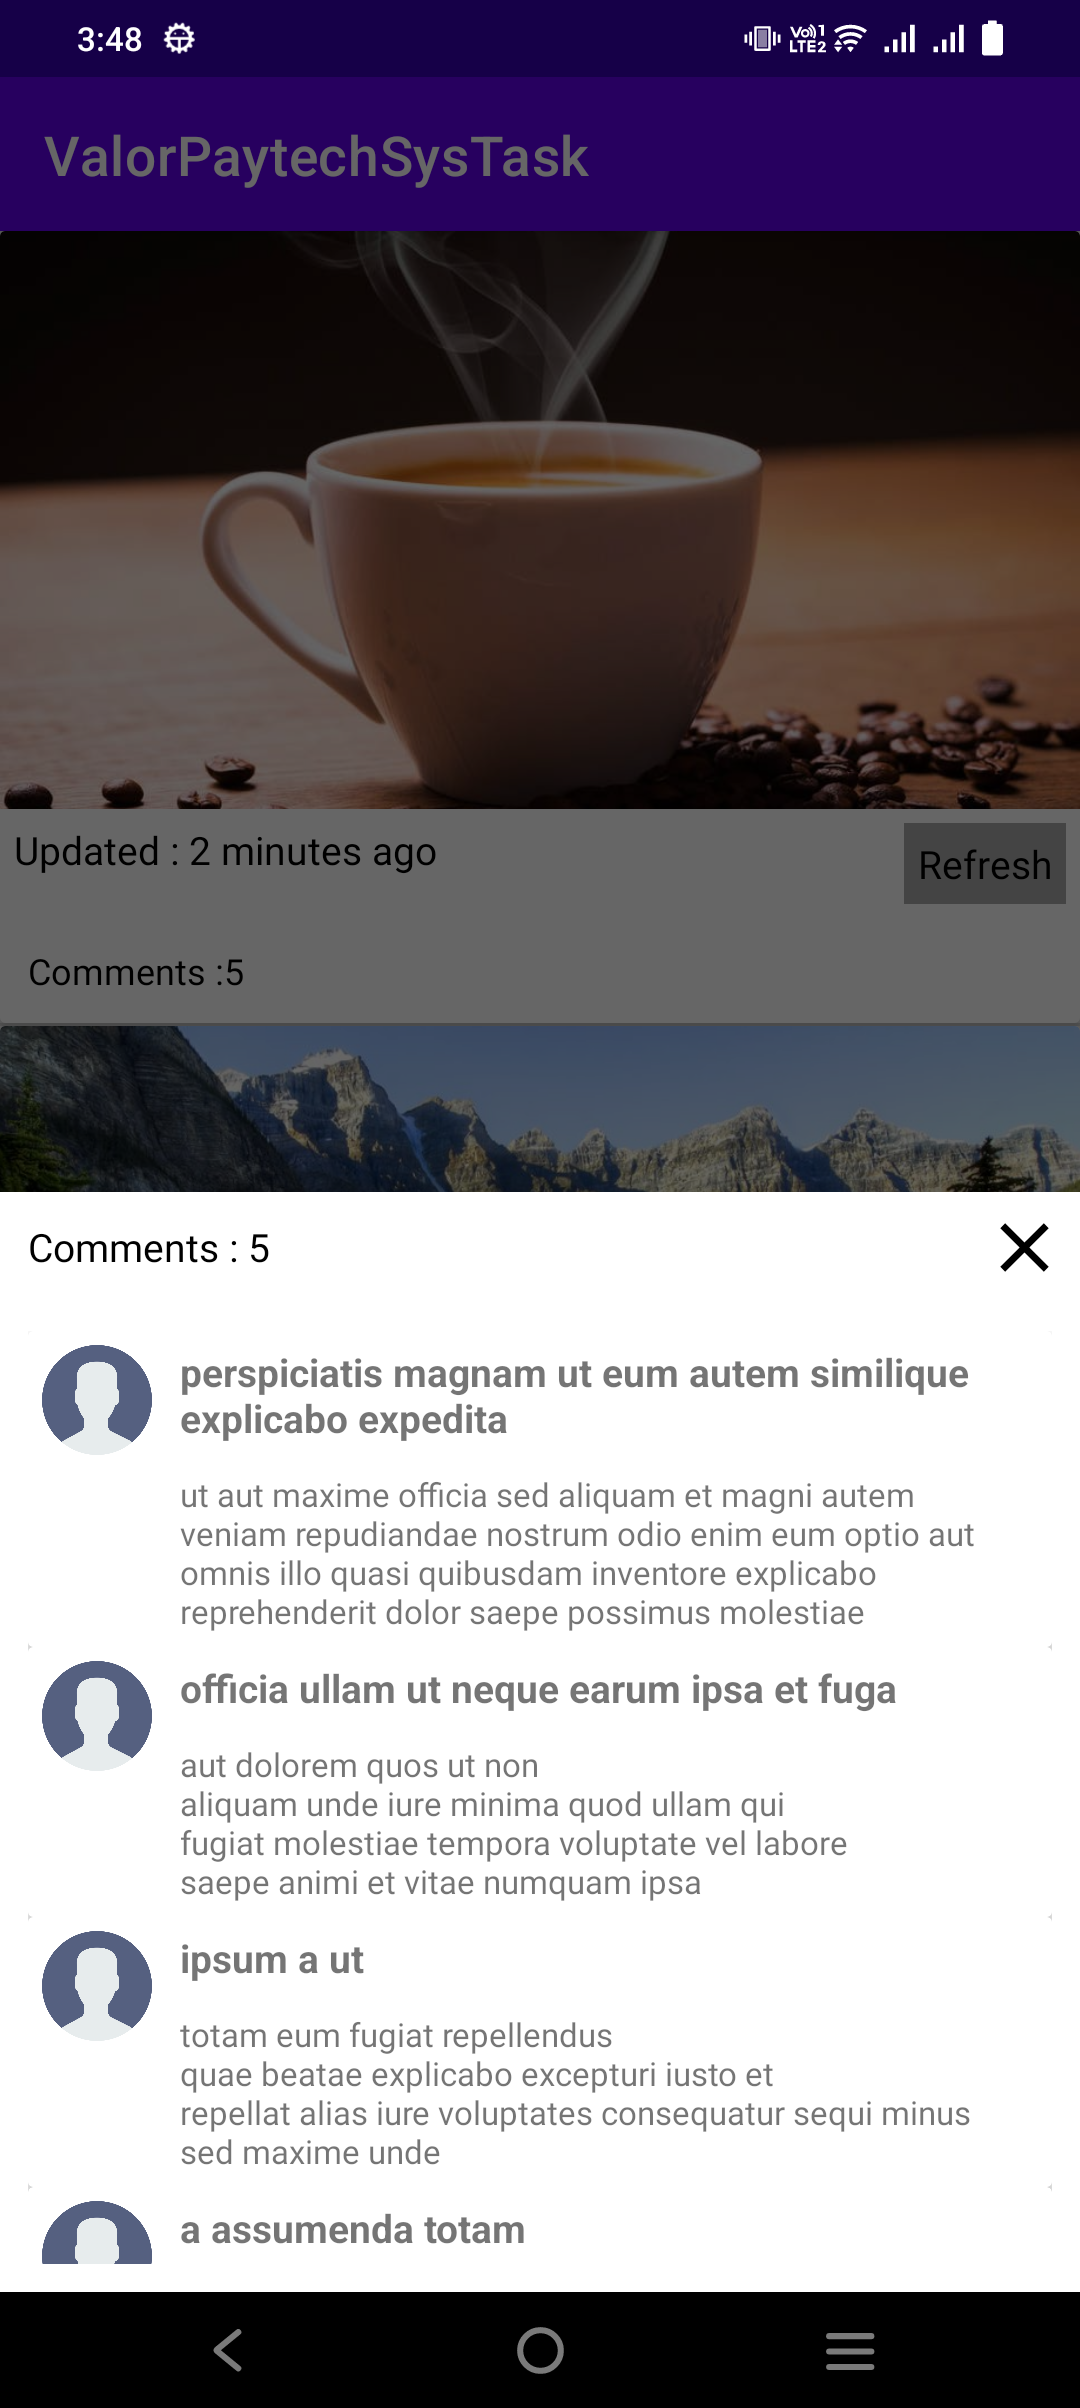 3:48
Vo))1
LTE2
ValorPaytechSysTask
Updated : 2 minutes ago
Refresh
Comments :5
Comments : 5
perspiciatis magnam ut eum autem similique
explicabo expedita
ut aut maxime officia sed aliquam et magni autem
veniam repudiandae nostrum odio enim eum optio aut
omnis illo quasi quibusdam inventore explicabo
reprehenderit dolor saepe possimus molestiae
officia ullam ut neque earum ipsa et fuga
aut dolorem quos ut non
aliquam unde iure minima quod ullam qui
fugiat molestiae tempora voluptate vel labore
saepe animi et vitae numquam ipsa
ipsum a ut
totam eum fugiat repellendus
quae beatae explicabo excepturi iusto et
repellat alias iure voluptates consequatur sequi minus
sed maxime unde
a assumenda totam